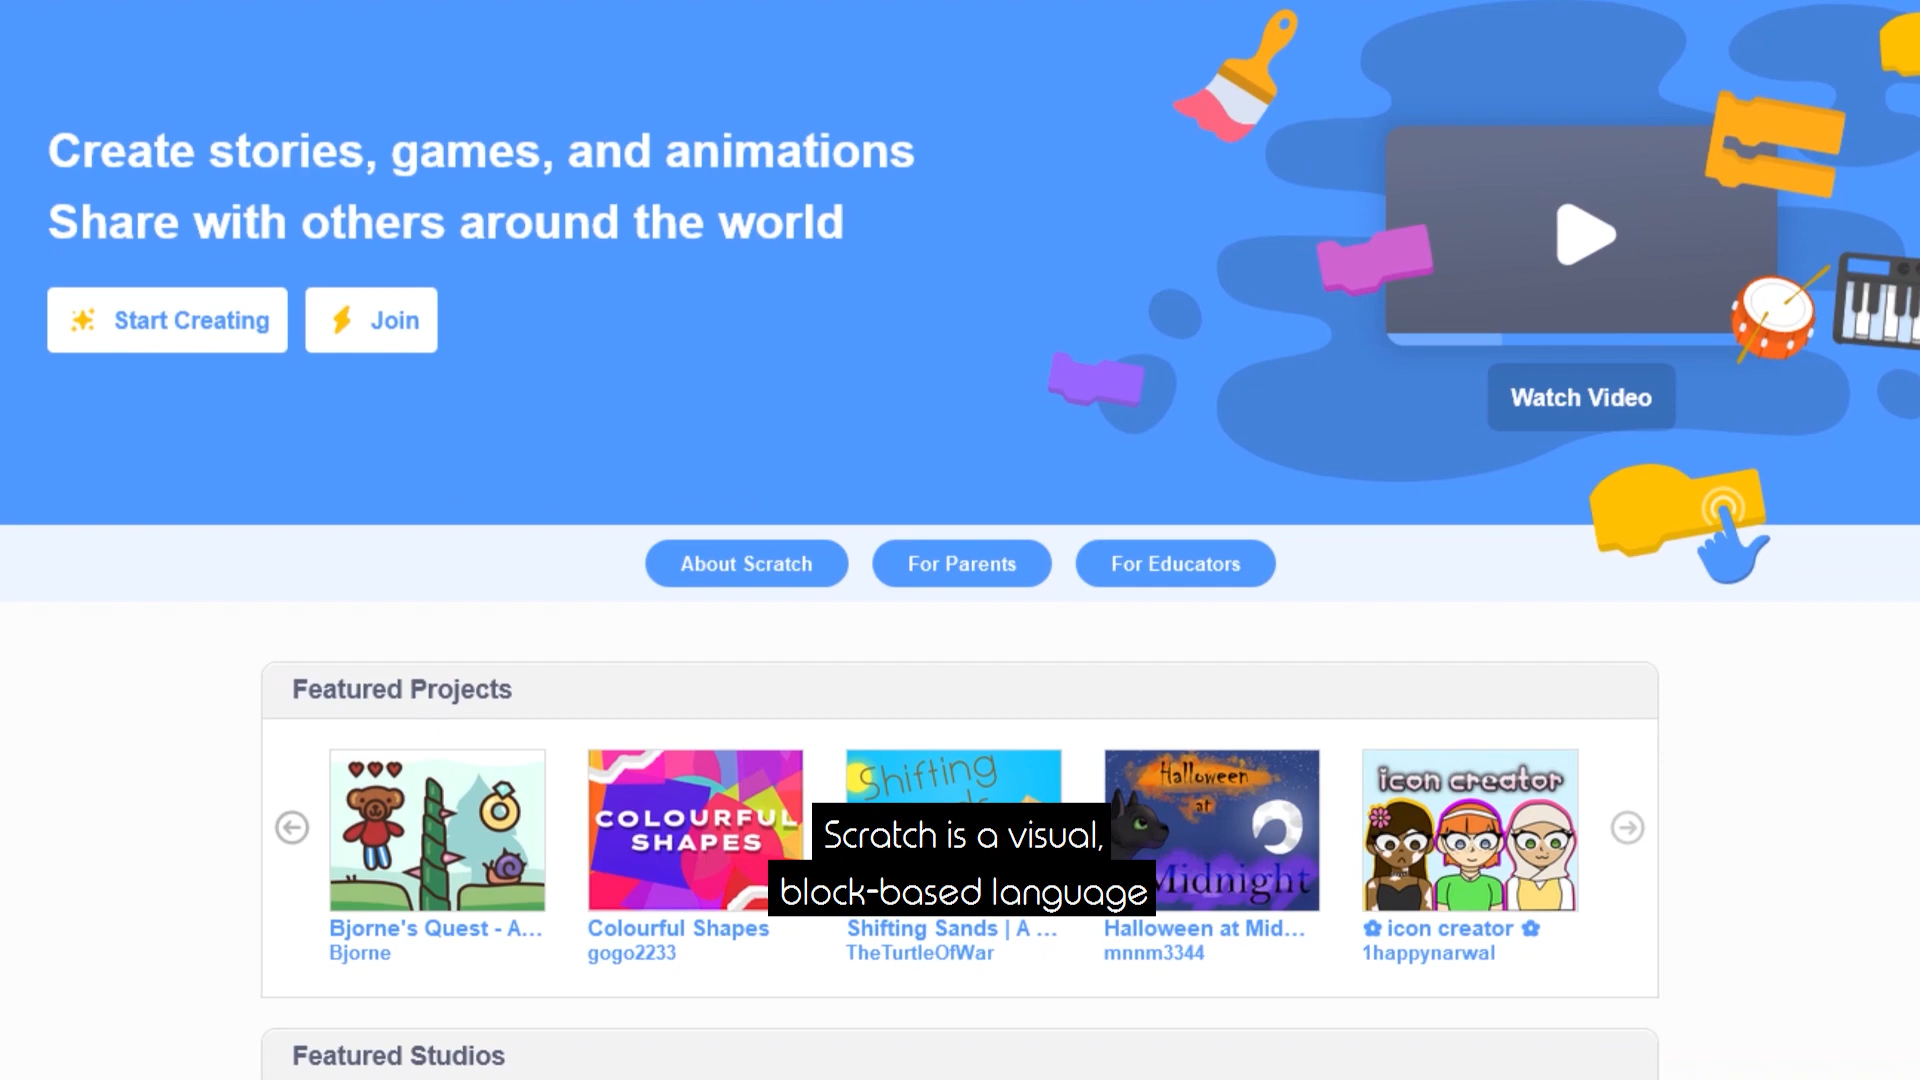 Create stories, games, and animations
Share with others around the world
Start Creating
Join
Watch Video
About Scratch
For Parents
For Educators
Featured Projects
COLOURFUL
SHAPES
Shifting
Halloween
at
Midnight
icon creator
Scratch is a visual,
block-based language
Bjorne's Quest - A...
Colourful Shapes
Shifting Sands | A ...
Halloween at Mid...
✿ icon creator ✿
Bjorne
gogo2233
TheTurtleOfWar
mnnm3344
1happynarwal
Featured Studios